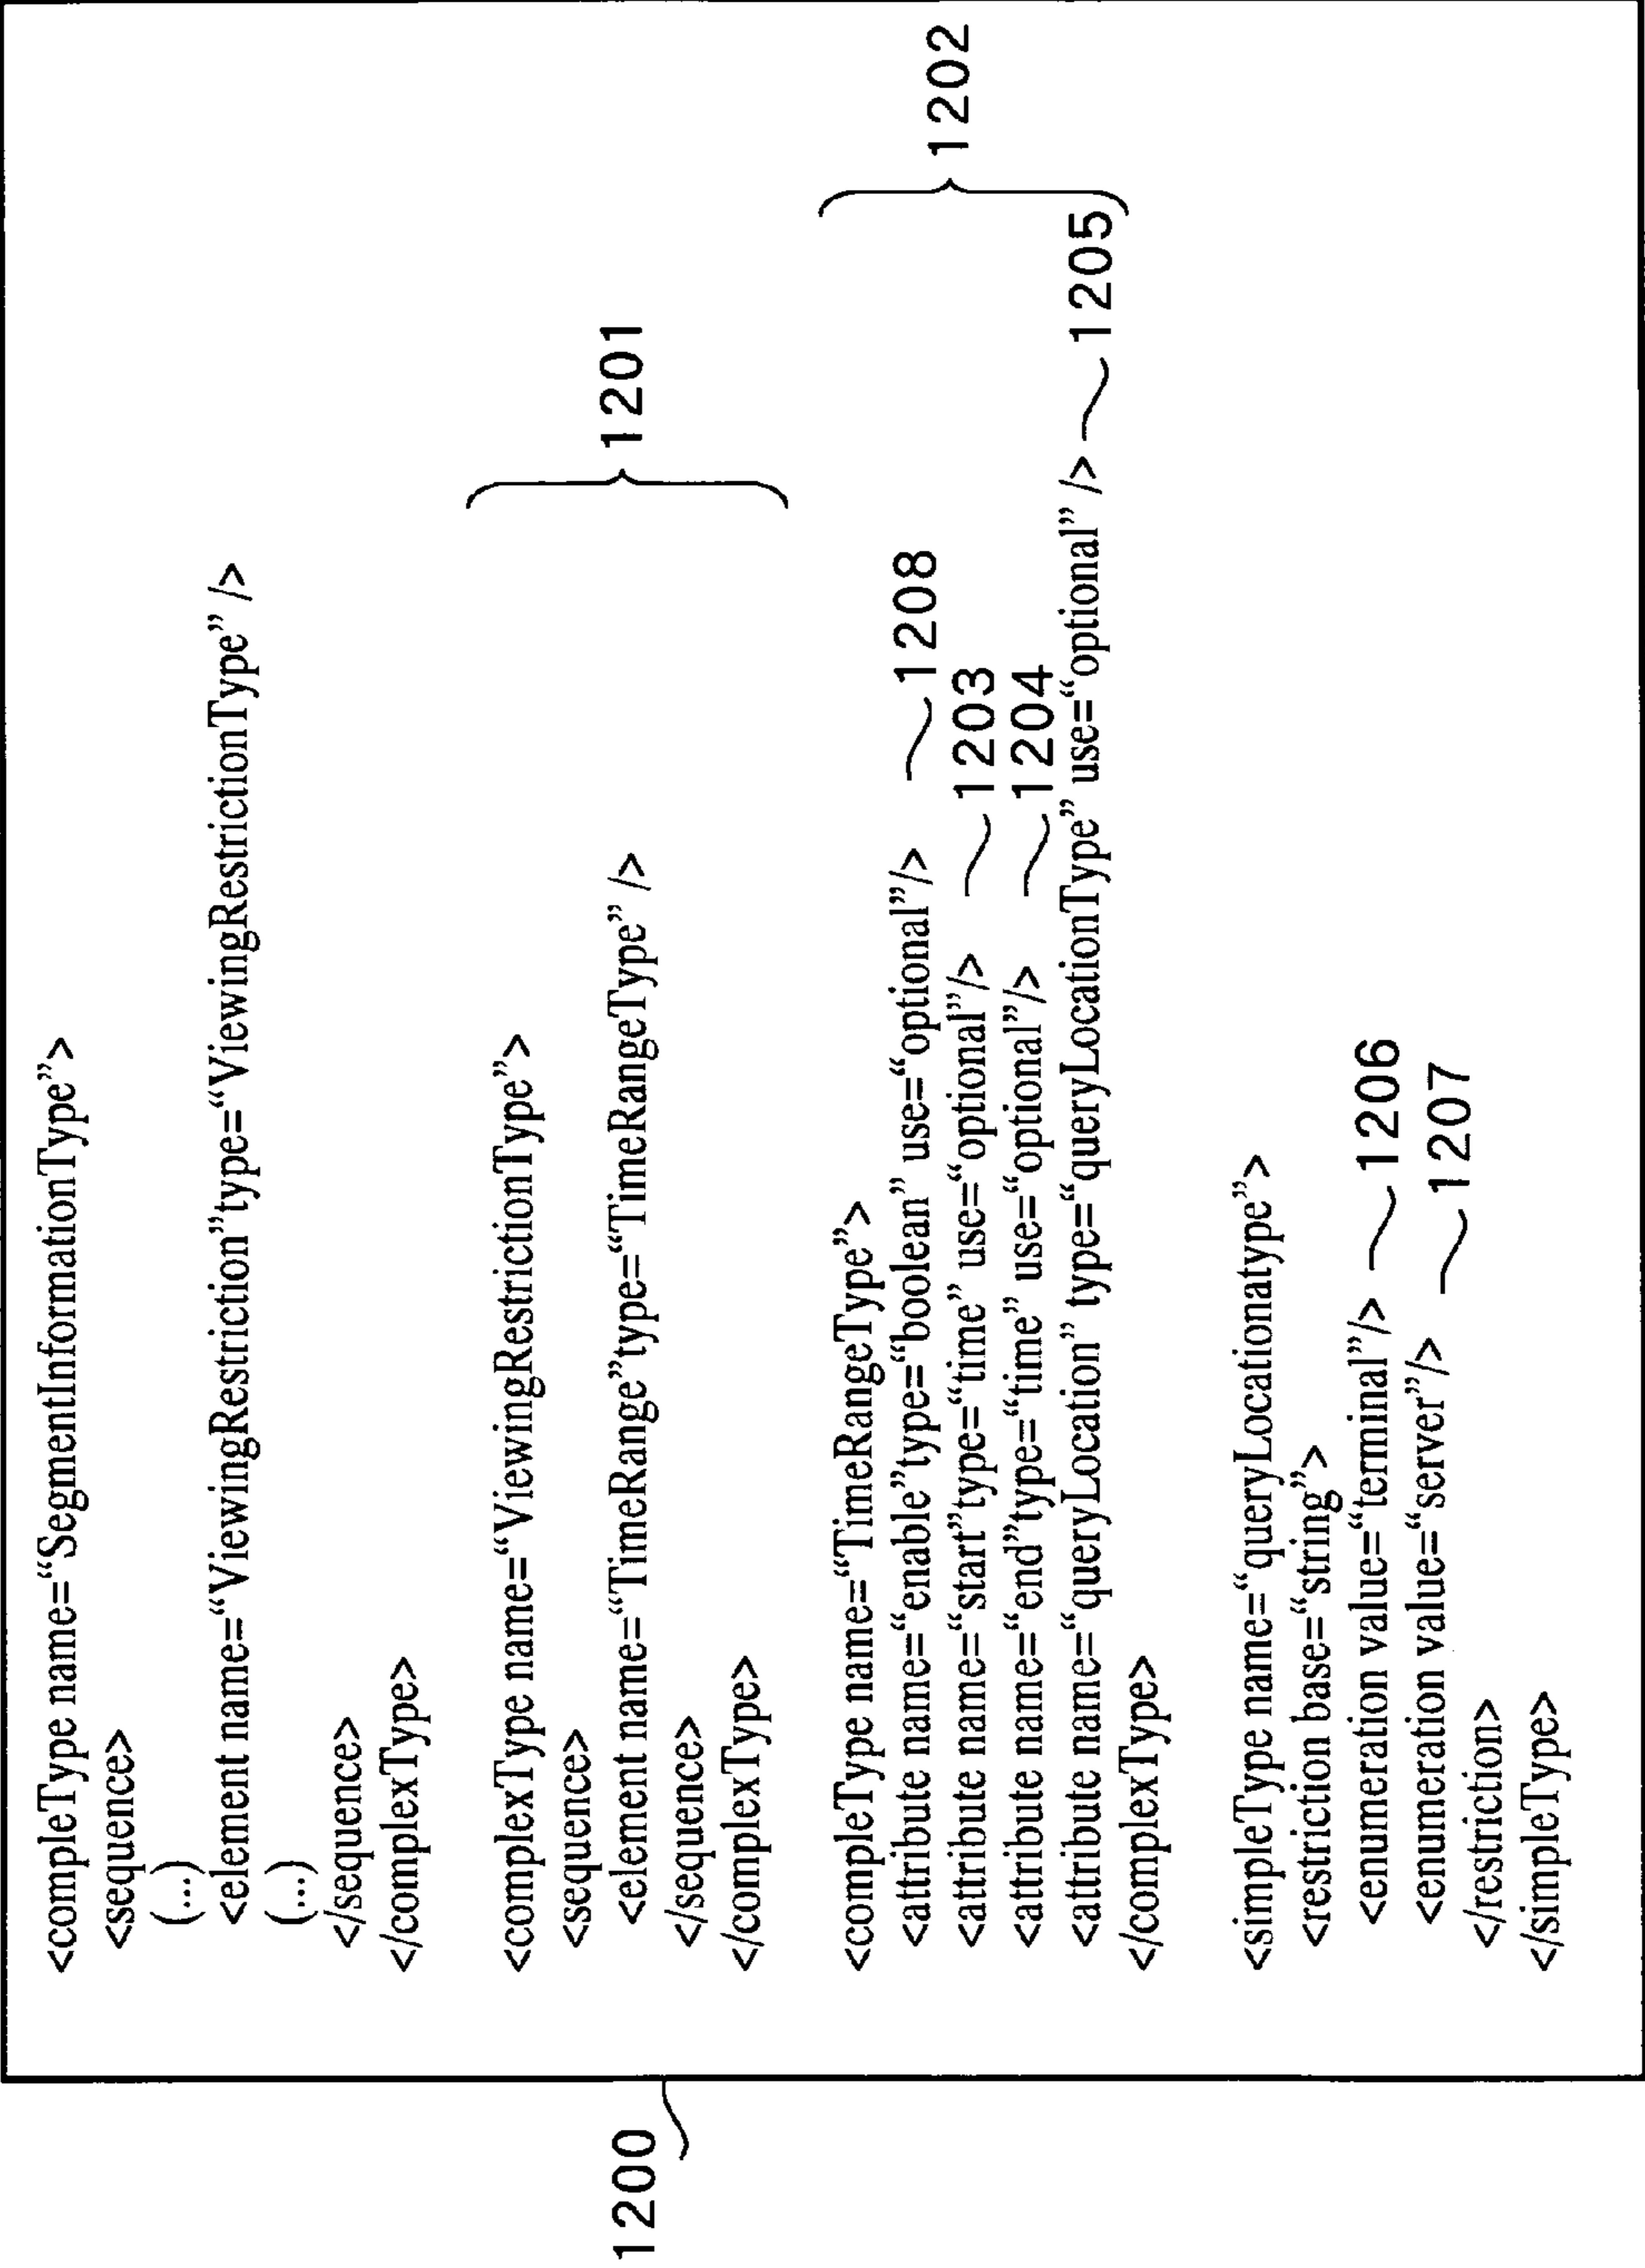 <compleType name=“SegmentInformationType”>
<sequence>
(...)
<element name=“ViewingRestriction”type=“ViewingRestrictionType” />
(...)
</sequence>
</complexType>
<complexType name=“ViewingRestrictionType”>
<sequence>
<element name=“TimeRange”type=“TimeRangeType” />
</sequence>
</complexType>
1201
<compleType name=“TimeRangeType”>
<attribute name=“enable”type=“boolean” use=“optional”/> 1208
<attribute name=“start”type=“time” use=“optional”/> 1203
<attribute name=“end”type=“time” use=“optional”/> 1204
<attribute name=“queryLocation” type=“queryLocationType” use=“optional” /> 1205
</complexType>
1202
<simpleType name=“queryLocationatype”>
<restriction base=“string”>
<enumeration value=“terminal”/> 1206
<enumeration value=“server”/> 1207
</restriction>
</simpleType>
1200